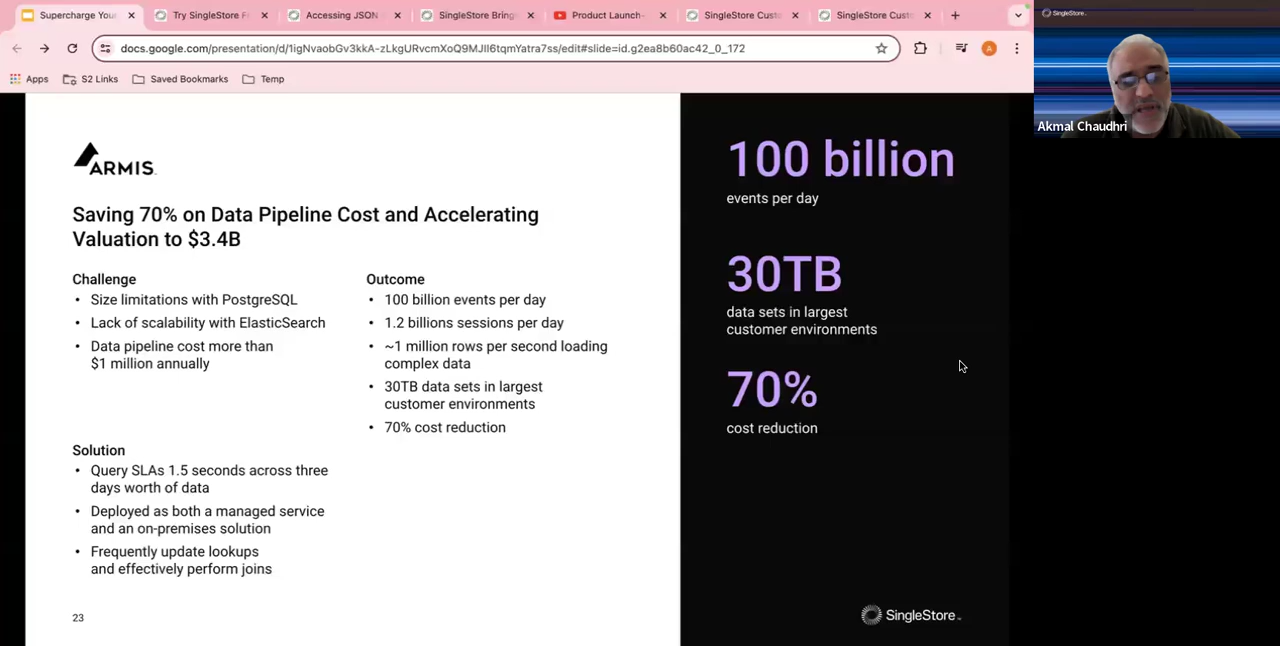 Supercharge Your
Try SingleStore F
Accessing JSON
SingleStore Bring
Product Launch-
SingleStore Cust
SingleStore Cust
docs.google.com/presentation/d/1igNvaobGv3kkA-zLkgURvcmXoQ9MJlI6tqmYatra7ss/edit#slide=id.g2ea8b60ac42_0_172
A
Apps
S2 Links
Saved Bookmarks
Temp
SingleStore
Akmal Chaudhri
ARMIS
Saving 70% on Data Pipeline Cost and Accelerating
Valuation to $3.4B
Challenge
• Size limitations with PostgreSQL
• Lack of scalability with ElasticSearch
• Data pipeline cost more than
$1 million annually
Solution
• Query SLAs 1.5 seconds across three
days worth of data
• Deployed as both a managed service
and an on-premises solution
• Frequently update lookups
and effectively perform joins
Outcome
• 100 billion events per day
• 1.2 billions sessions per day
• ~1 million rows per second loading
complex data
• 30TB data sets in largest
customer environments
• 70% cost reduction
23
100 billion
events per day
30TB
data sets in largest
customer environments
70%
cost reduction
SingleStore